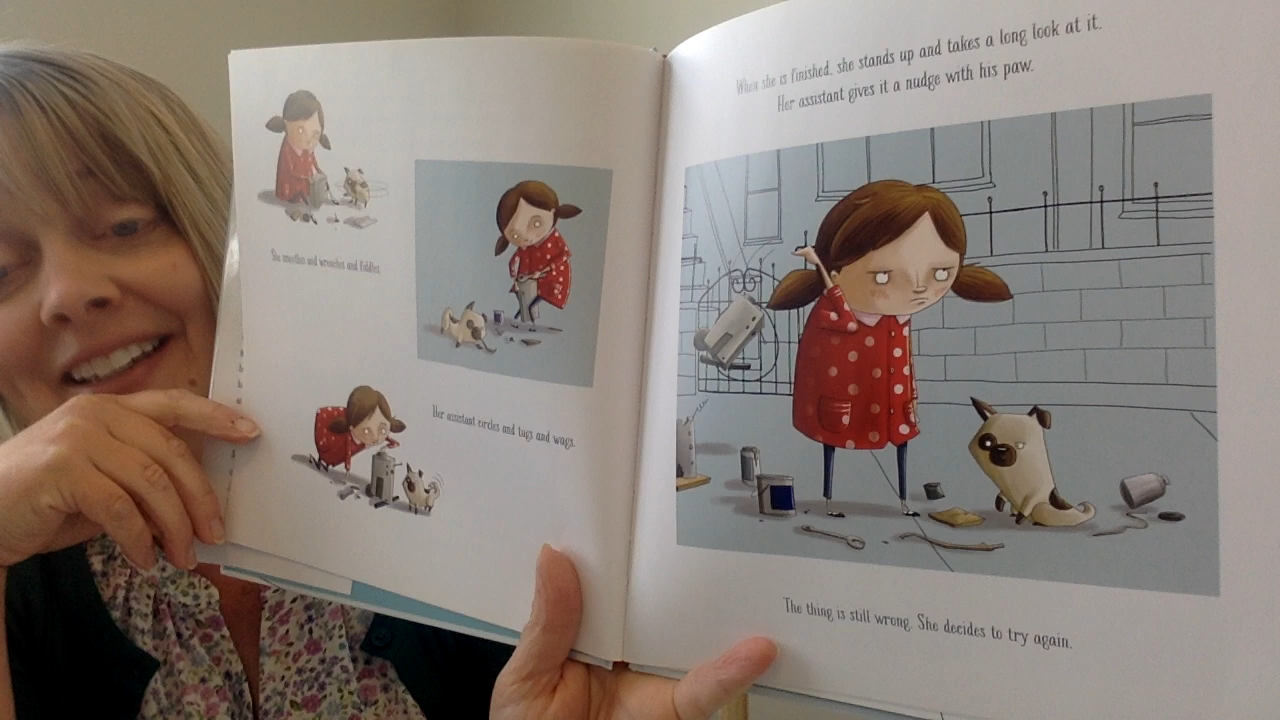 She smoothes and wrenches and fiddles.
Her assistant circles and tugs and wags.
When she is finished, she stands up and takes a long look at it.
Her assistant gives it a nudge with his paw.
The thing is still wrong. She decides to try again.